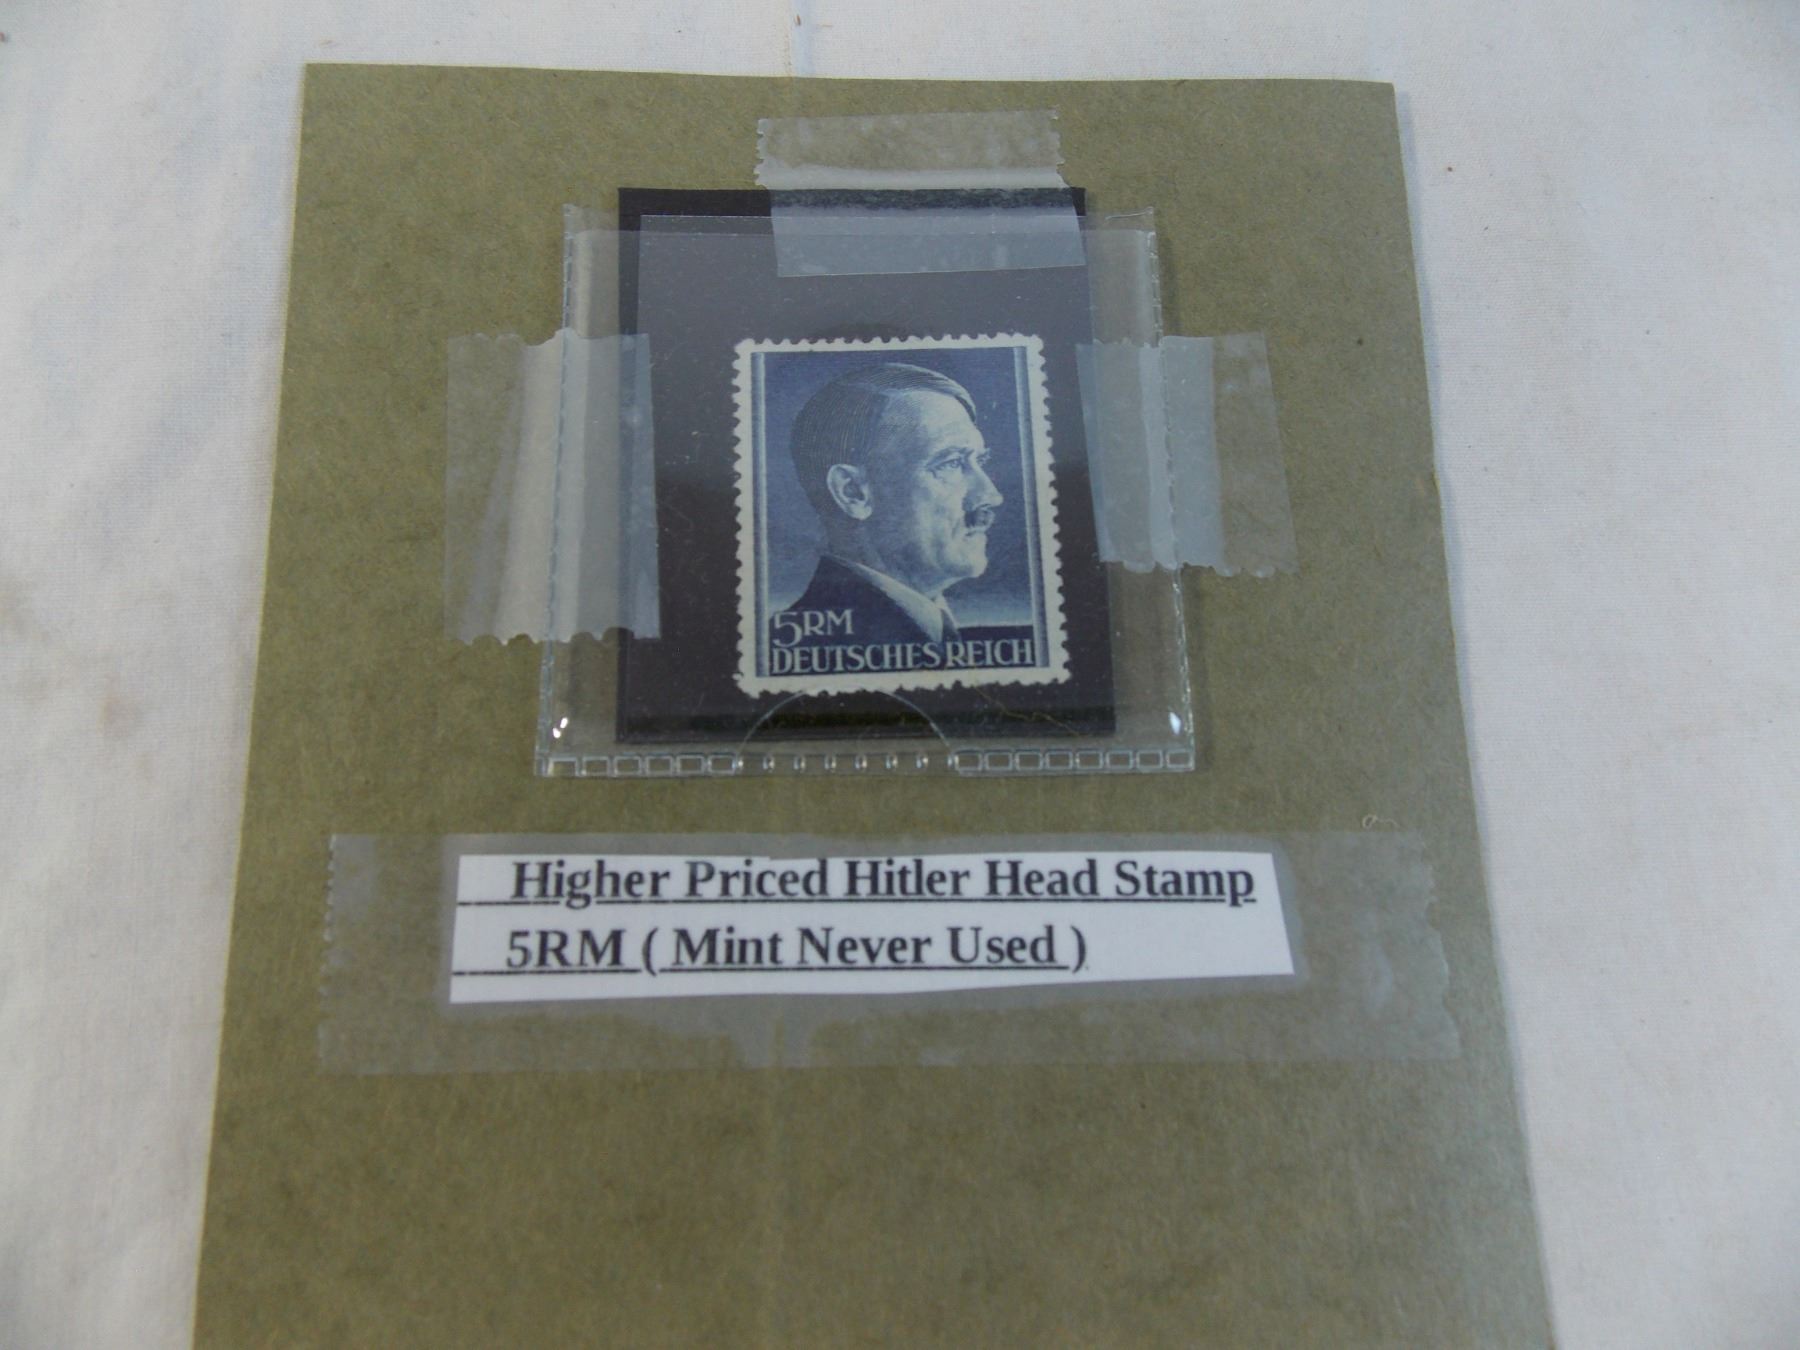 5RM
DEUTSCHES REICH
Higher Priced Hitler Head Stamp
5RM ( Mint Never Used )